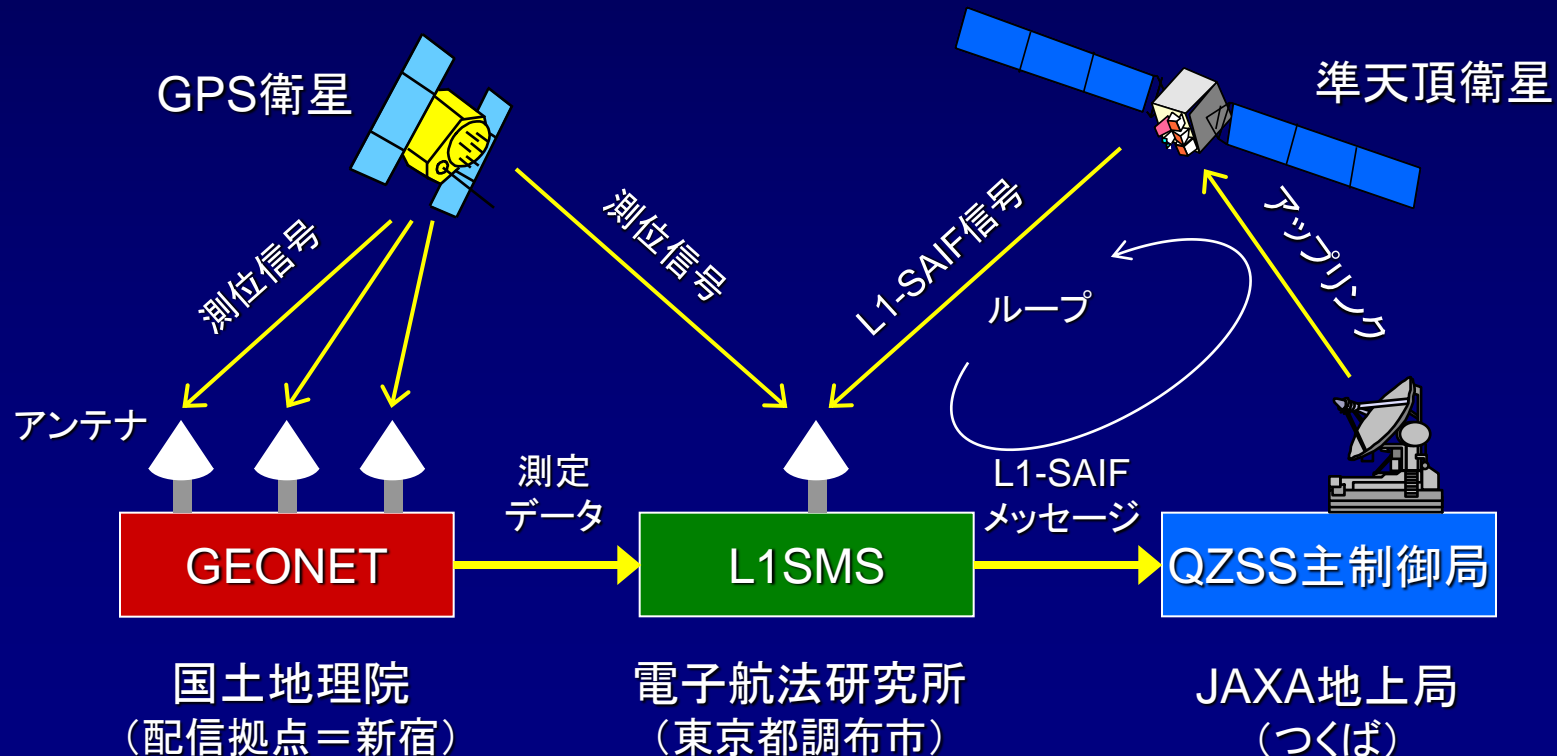 GPS衛星
準天頂衛星
測位信号
測位信号
L1-SAIF信号
ループ
アップリンク
アンテナ
測定
データ
L1-SAIF
メッセージ
GEONET
L1SMS
QZSS主制御局
国土地理院
（配信拠点＝新宿）
電子航法研究所
（東京都調布市）
JAXA地上局
（つくば）